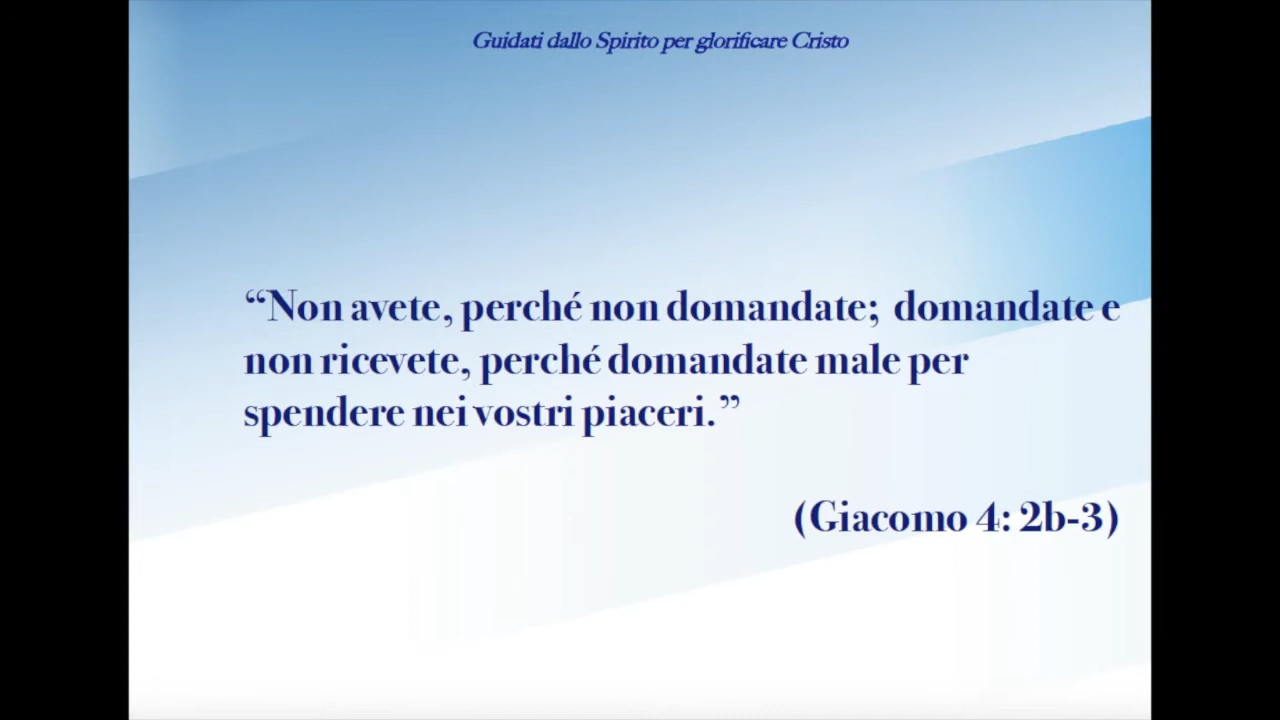 Guidati dallo Spirito per glorificare Cristo
“Non avete, perché non domandate;  domandate e
non ricevete, perché domandate male per
spendere nei vostri piaceri.”
(Giacomo 4: 2b-3)